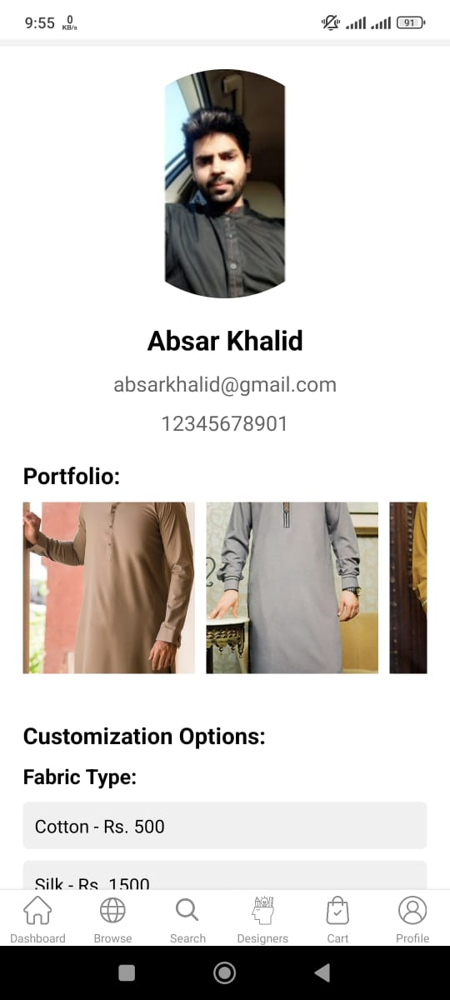 9:55 0 KB/s 91
Absar Khalid
absarkhalid@gmail.com
12345678901
Portfolio:
Customization Options:
Fabric Type:
Cotton - Rs. 500
Silk - Rs. 1500
Dashboard Browse Search Designers Cart Profile